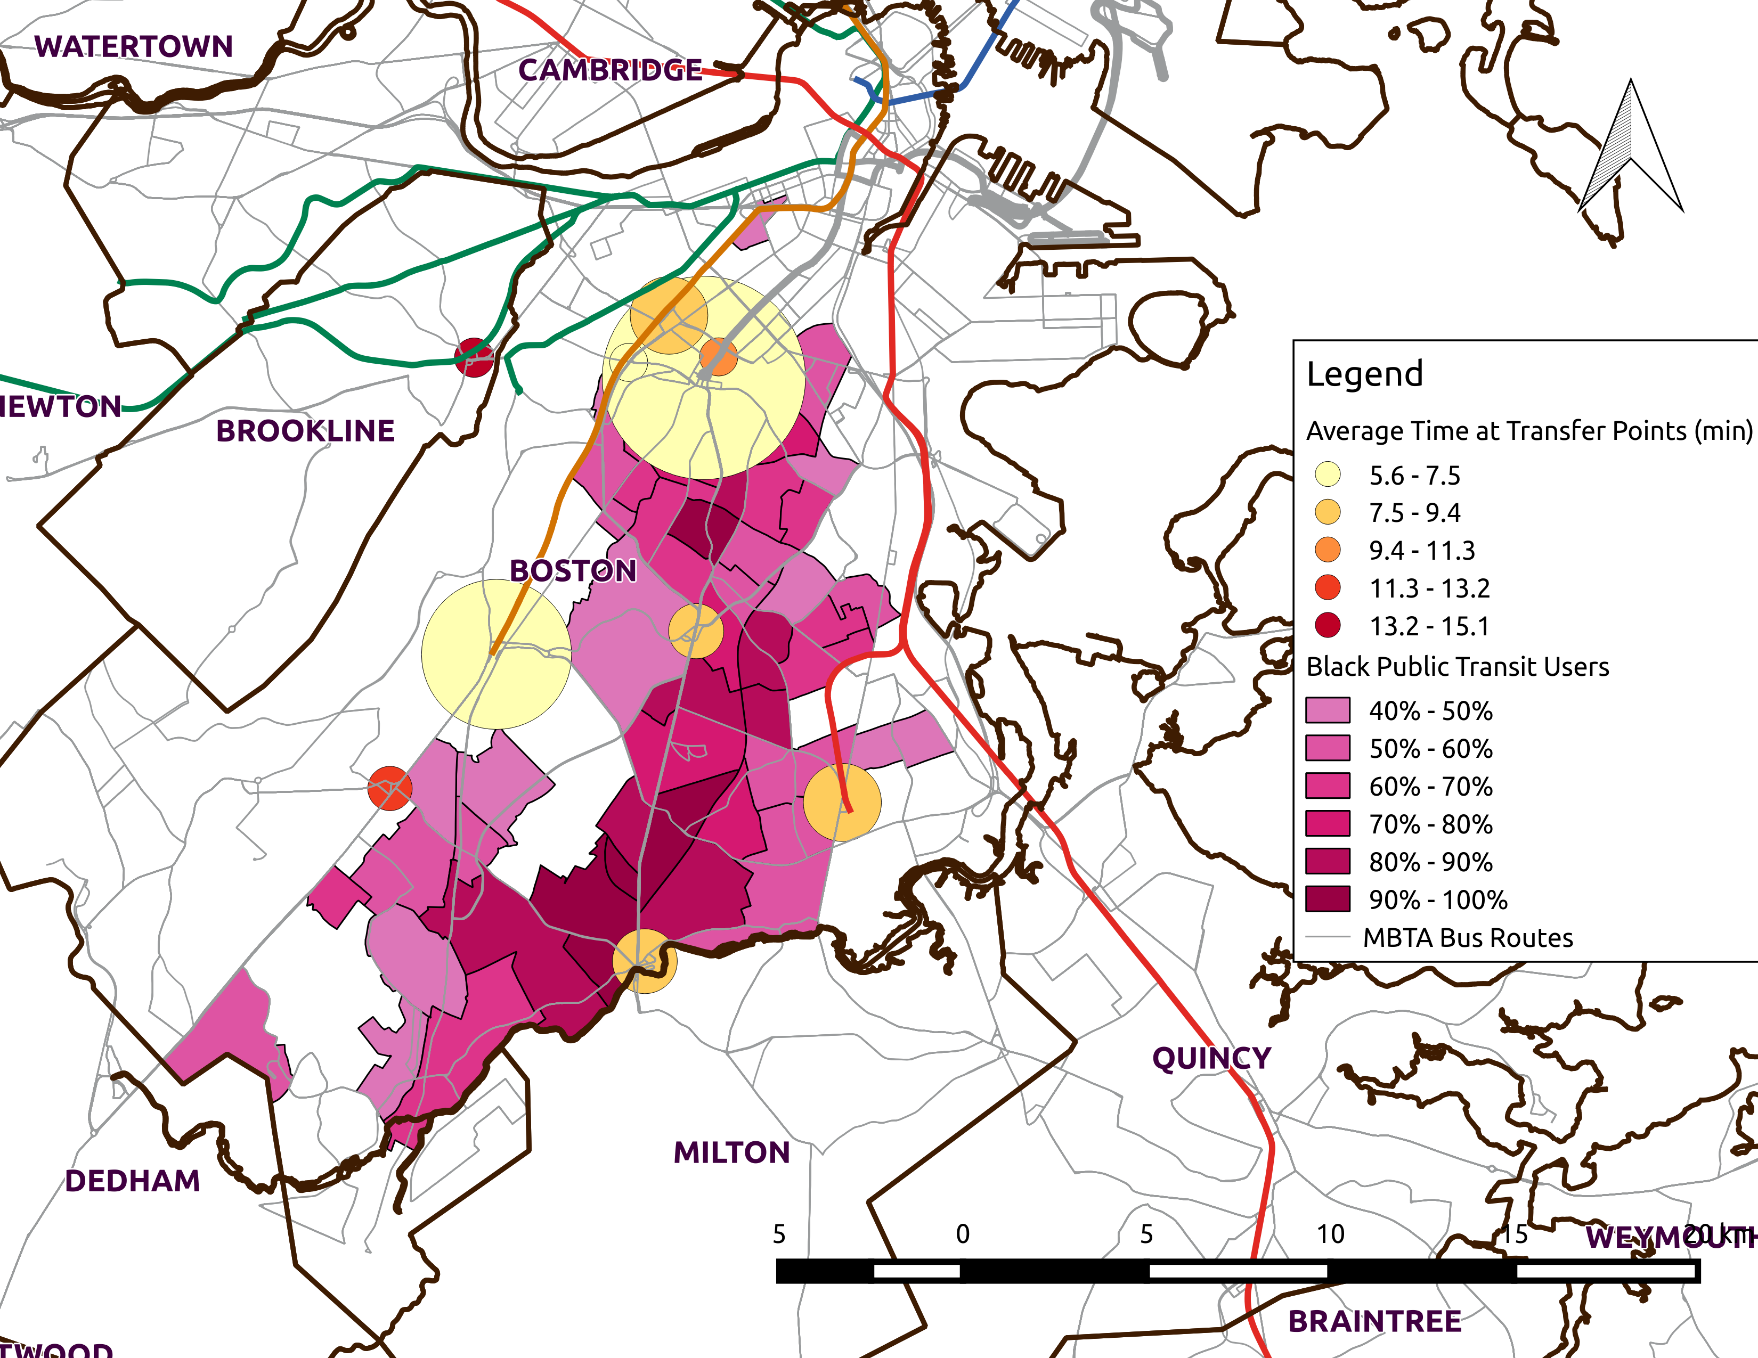 WATERTOWN
CAMBRIDGE
NEWTON
BROOKLINE
BOSTON
Legend
Average Time at Transfer Points (min)
5.6 - 7.5
7.5 - 9.4
9.4 - 11.3
11.3 - 13.2
13.2 - 15.1
Black Public Transit Users
40% - 50%
50% - 60%
60% - 70%
70% - 80%
80% - 90%
90% - 100%
MBTA Bus Routes
QUINCY
MILTON
DEDHAM
5 0 5 10 15 20 km
WEYMOUTH
BRAINTREE
TWOOD